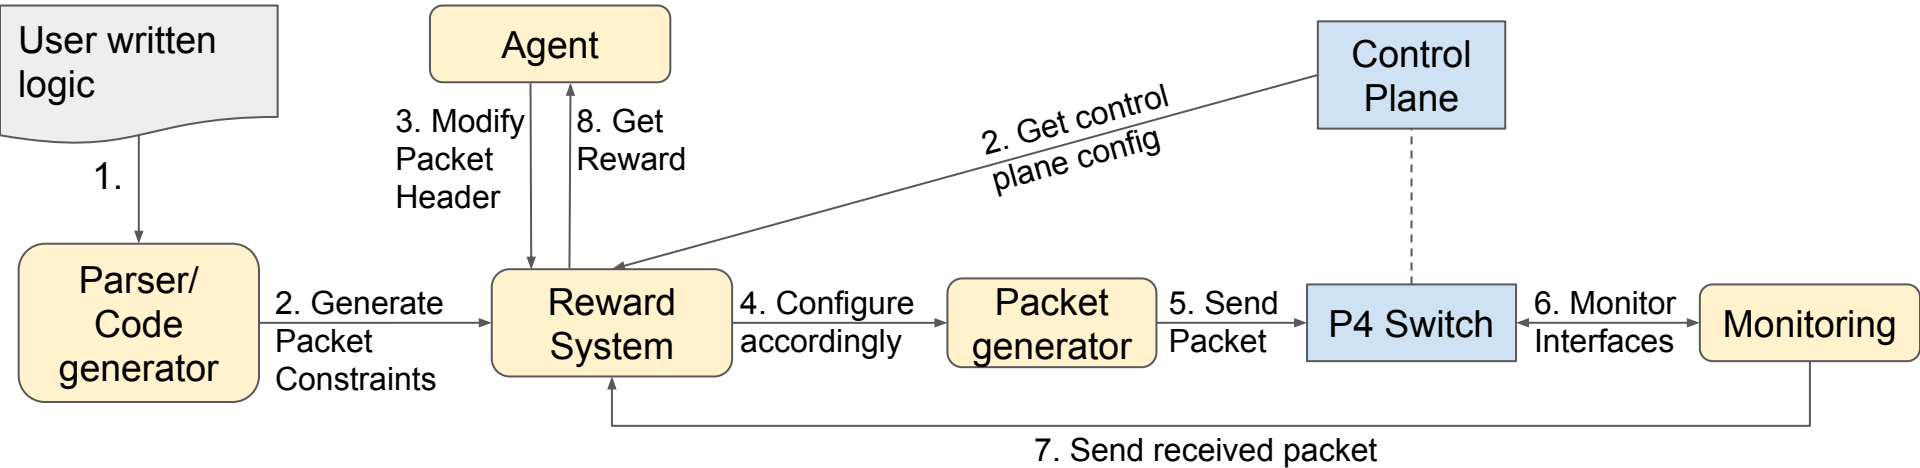 User written
logic
Agent
Control
Plane
1.
3. Modify
Packet
Header
8. Get
Reward
2. Get control
plane config
Parser/
Code
generator
2. Generate
Packet
Constraints
Reward
System
4. Configure
accordingly
Packet
generator
5. Send
Packet
P4 Switch
6. Monitor
Interfaces
Monitoring
7. Send received packet